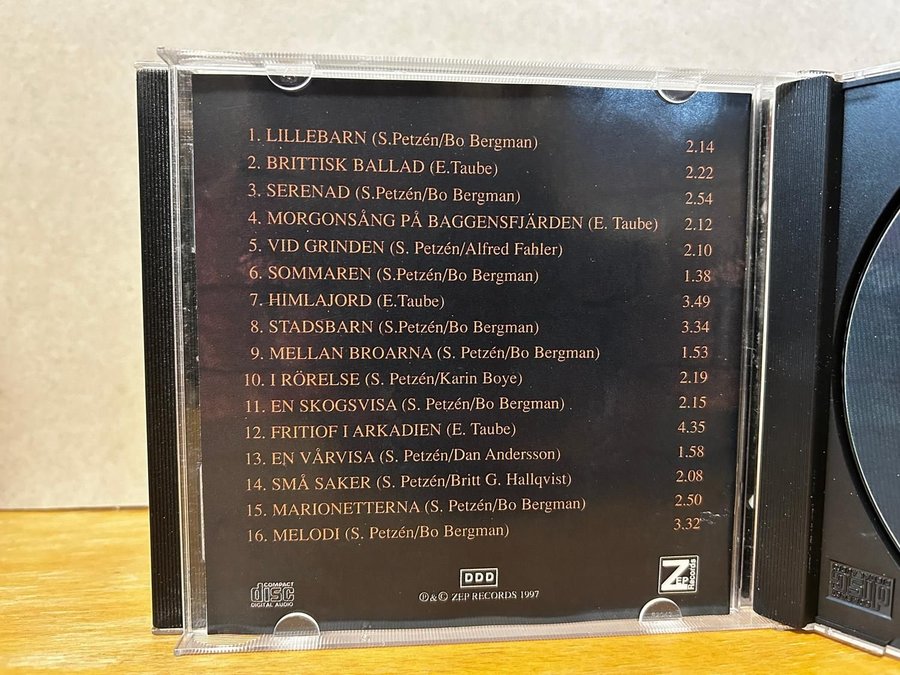 1. LILLEBARN (S.Petzén/Bo Bergman) 2.14
2. BRITTISK BALLAD (E.Taube) 2.22
3. SERENAD (S.Petzén/Bo Bergman) 2.54
4. MORGONSÅNG PÅ BAGGENSFJÄRDEN (E. Taube) 2.12
5. VID GRINDEN (S. Petzén/Alfred Fahler) 2.10
6. SOMMAREN (S.Petzén/Bo Bergman) 1.38
7. HIMLAJORD (E.Taube) 3.49
8. STADSBARN (S.Petzén/Bo Bergman) 3.34
9. MELLAN BROARNA (S. Petzén/Bo Bergman) 1.53
10. I RÖRELSE (S. Petzén/Karin Boye) 2.19
11. EN SKOGSVISA (S. Petzén/Bo Bergman) 2.15
12. FRITIOF I ARKADIEN (E. Taube) 4.35
13. EN VÅRVISA (S. Petzén/Dan Andersson) 1.58
14. SMÅ SAKER (S. Petzén/Britt G. Hallqvist) 2.08
15. MARIONETTERNA (S. Petzén/Bo Bergman) 2.50
16. MELODI (S. Petzén/Bo Bergman) 3.32
COMPACT disc DIGITAL AUDIO
DDD
℗&© ZEP RECORDS 1997
ZEP Records